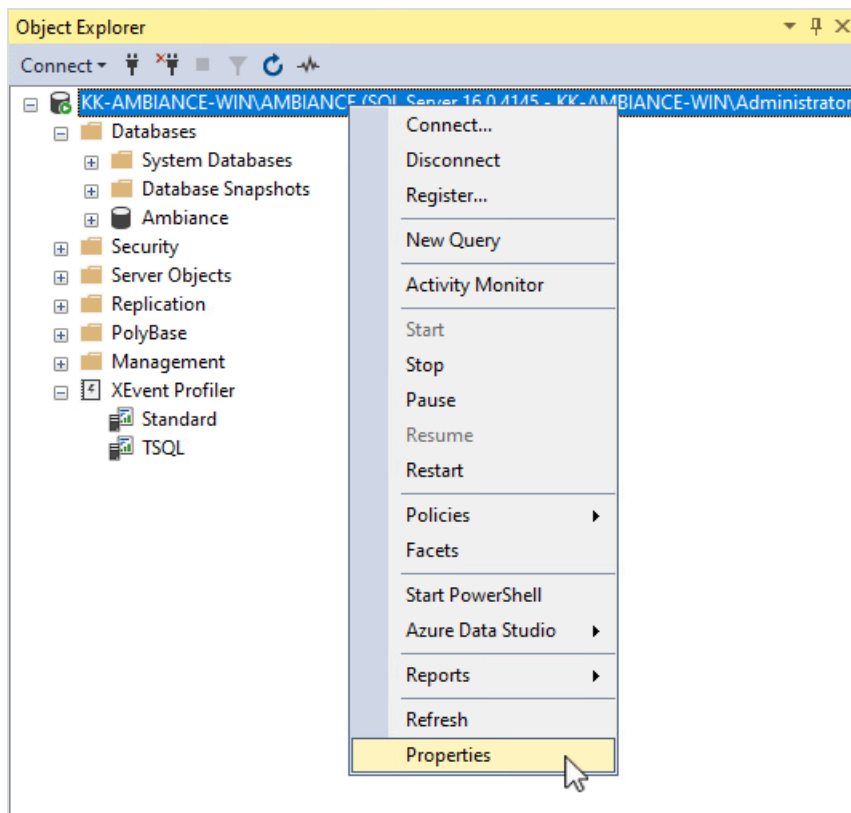 Object Explorer
Connect
KK-AMBIANCE-WIN\AMBIANCE (SQL Server 16.0.4145 - KK-AMBIANCE-WIN\Administrator
Databases
System Databases
Database Snapshots
Ambiance
Security
Server Objects
Replication
PolyBase
Management
XEvent Profiler
Standard
TSQL
Connect...
Disconnect
Register...
New Query
Activity Monitor
Start
Stop
Pause
Resume
Restart
Policies
Facets
Start PowerShell
Azure Data Studio
Reports
Refresh
Properties